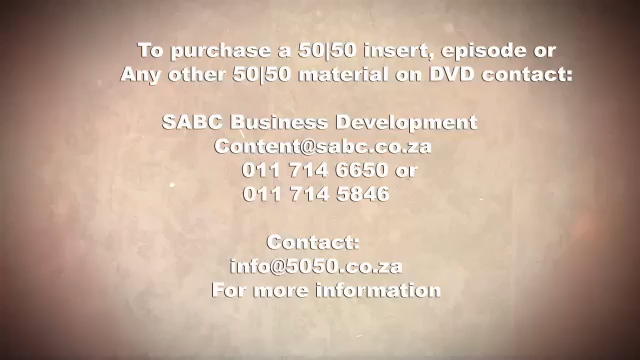 To purchase a 50|50 insert, episode or
Any other 50|50 material on DVD contact:
SABC Business Development
Content@sabc.co.za
011 714 6650 or
011 714 5846
Contact:
info@5050.co.za
For more information